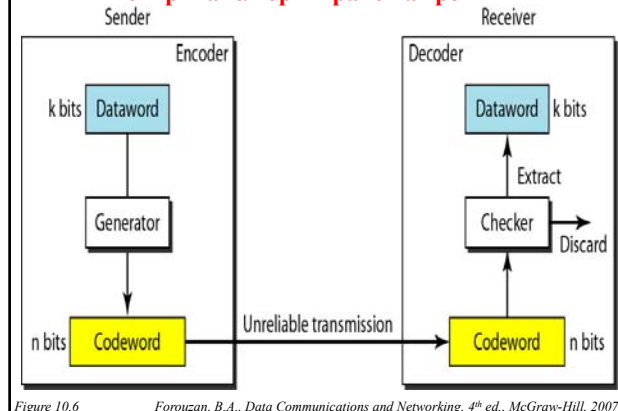 Sender
Receiver
Encoder
Decoder
k bits
Dataword
Dataword
k bits
Extract
Generator
Checker
Discard
Unreliable transmission
n bits
Codeword
Codeword
n bits
Figure 10.6
Forouzan, B.A., Data Communications and Networking, 4th ed., McGraw-Hill, 2007